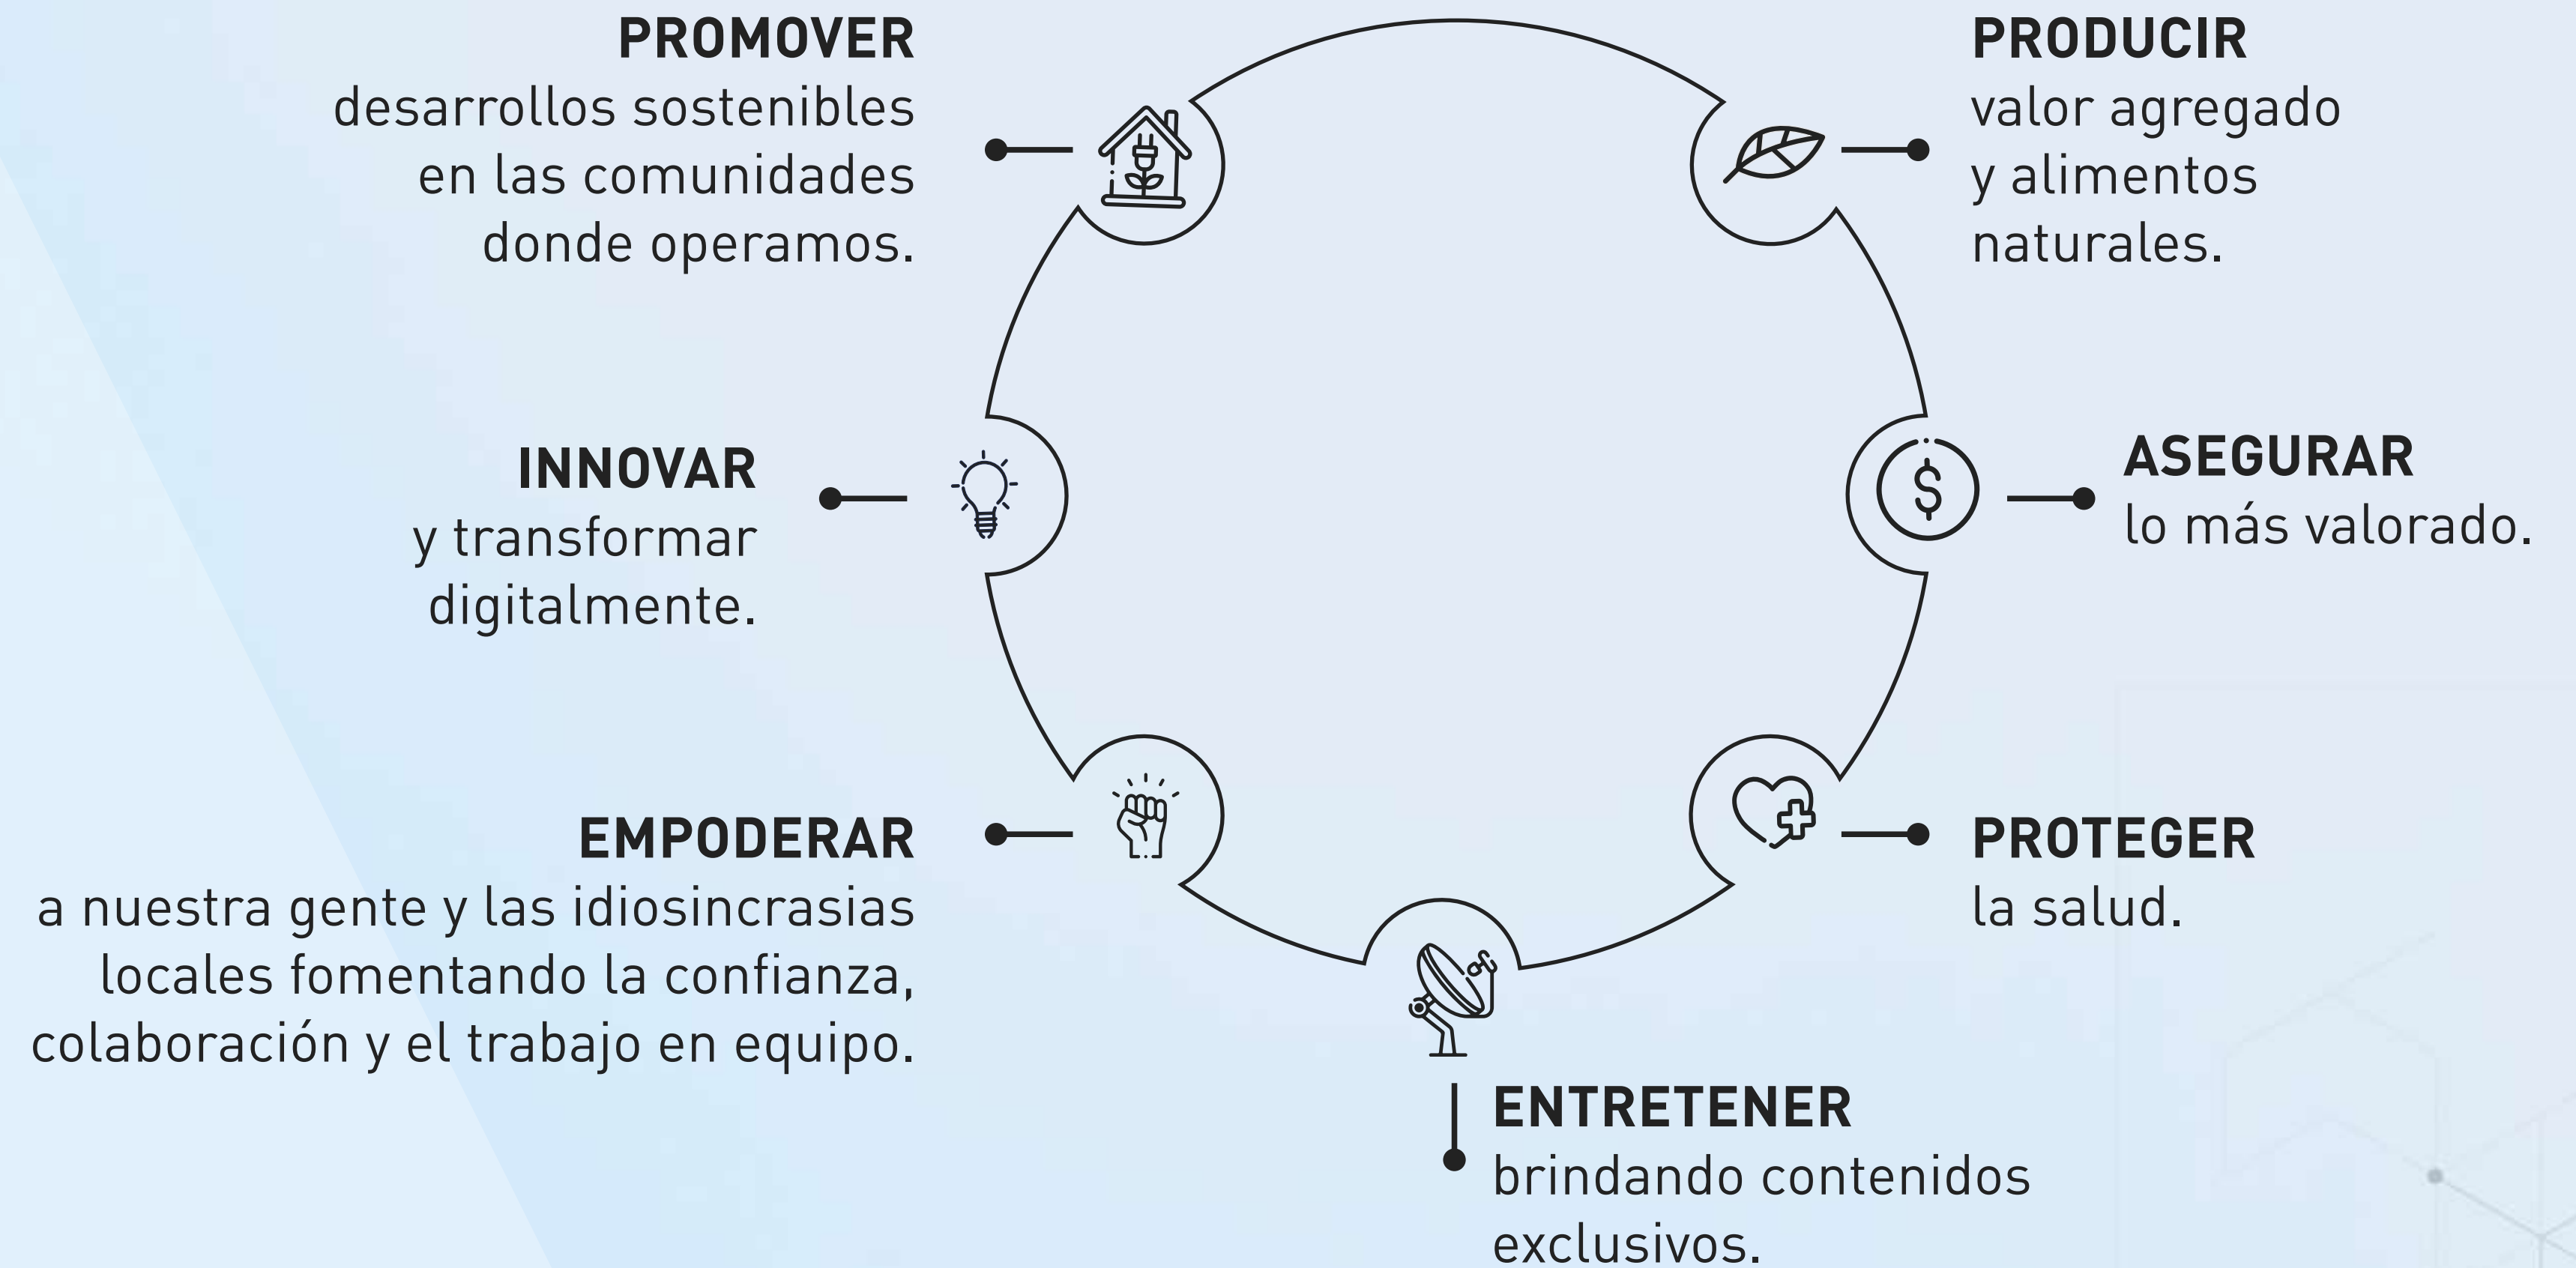 PROMOVER
desarrollos sostenibles
en las comunidades
donde operamos.
PRODUCIR
valor agregado
y alimentos
naturales.
INNOVAR
y transformar
digitalmente.
ASEGURAR
lo más valorado.
EMPODERAR
a nuestra gente y las idiosincrasias
locales fomentando la confianza,
colaboración y el trabajo en equipo.
PROTEGER
la salud.
ENTRETENER
brindando contenidos
exclusivos.
$